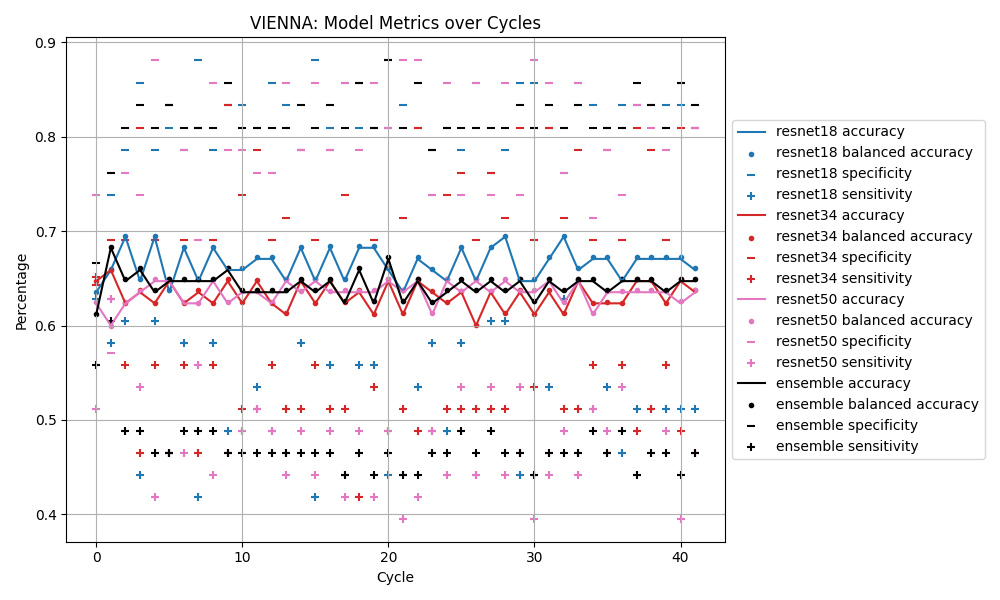 VIENNA: Model Metrics over Cycles
Percentage
0.9
0.8
0.7
0.6
0.5
0.4
0
10
20
30
40
Cycle
resnet18 accuracy
resnet18 balanced accuracy
resnet18 specificity
resnet18 sensitivity
resnet34 accuracy
resnet34 balanced accuracy
resnet34 specificity
resnet34 sensitivity
resnet50 accuracy
resnet50 balanced accuracy
resnet50 specificity
resnet50 sensitivity
ensemble accuracy
ensemble balanced accuracy
ensemble specificity
ensemble sensitivity